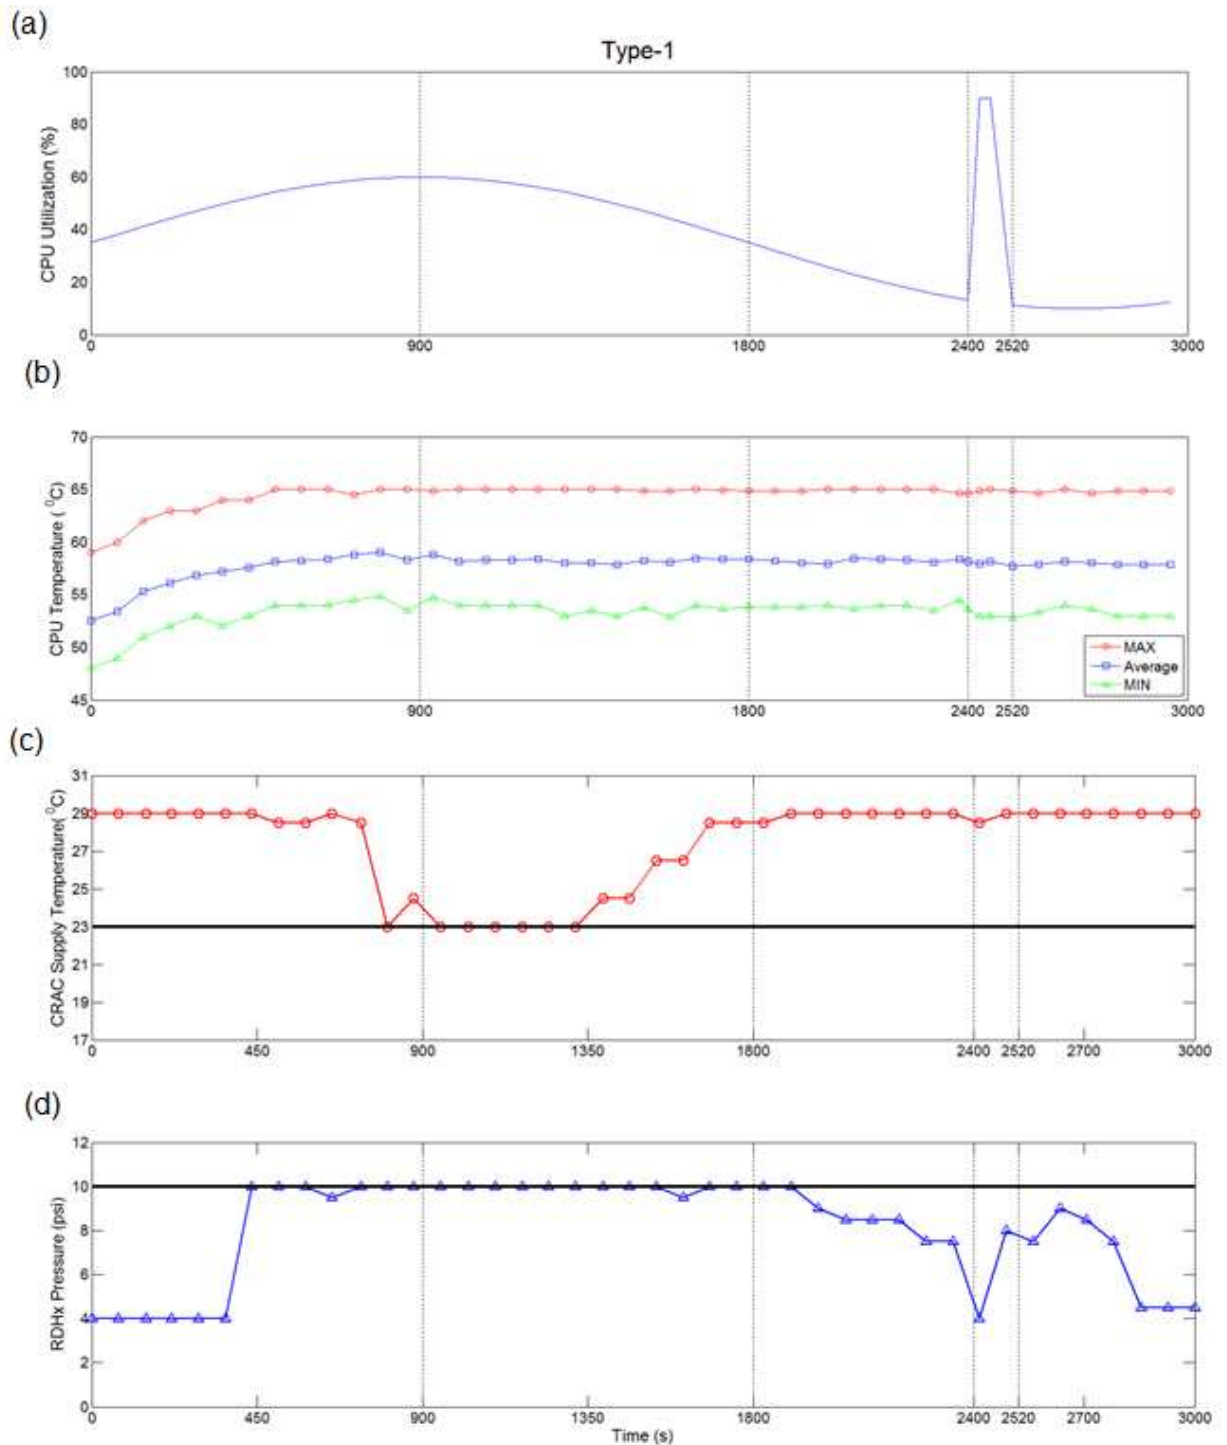 (a)
Type-1
CPU Utilization (%)
100
80
60
40
20
0
0 900 1800 2400 2520 3000
(b)
CPU Temperature ( 0C)
70
65
60
55
50
45
MAX
Average
MIN
0 900 1800 2400 2520 3000
(c)
CRAC Supply Temperature(0C)
31
29
27
25
23
21
19
17
0 450 900 1350 1800 2400 2520 2700 3000
(d)
RDHx Pressure (psi)
12
10
8
6
4
2
0
0 450 900 1350 1800 2400 2520 2700 3000
Time (s)